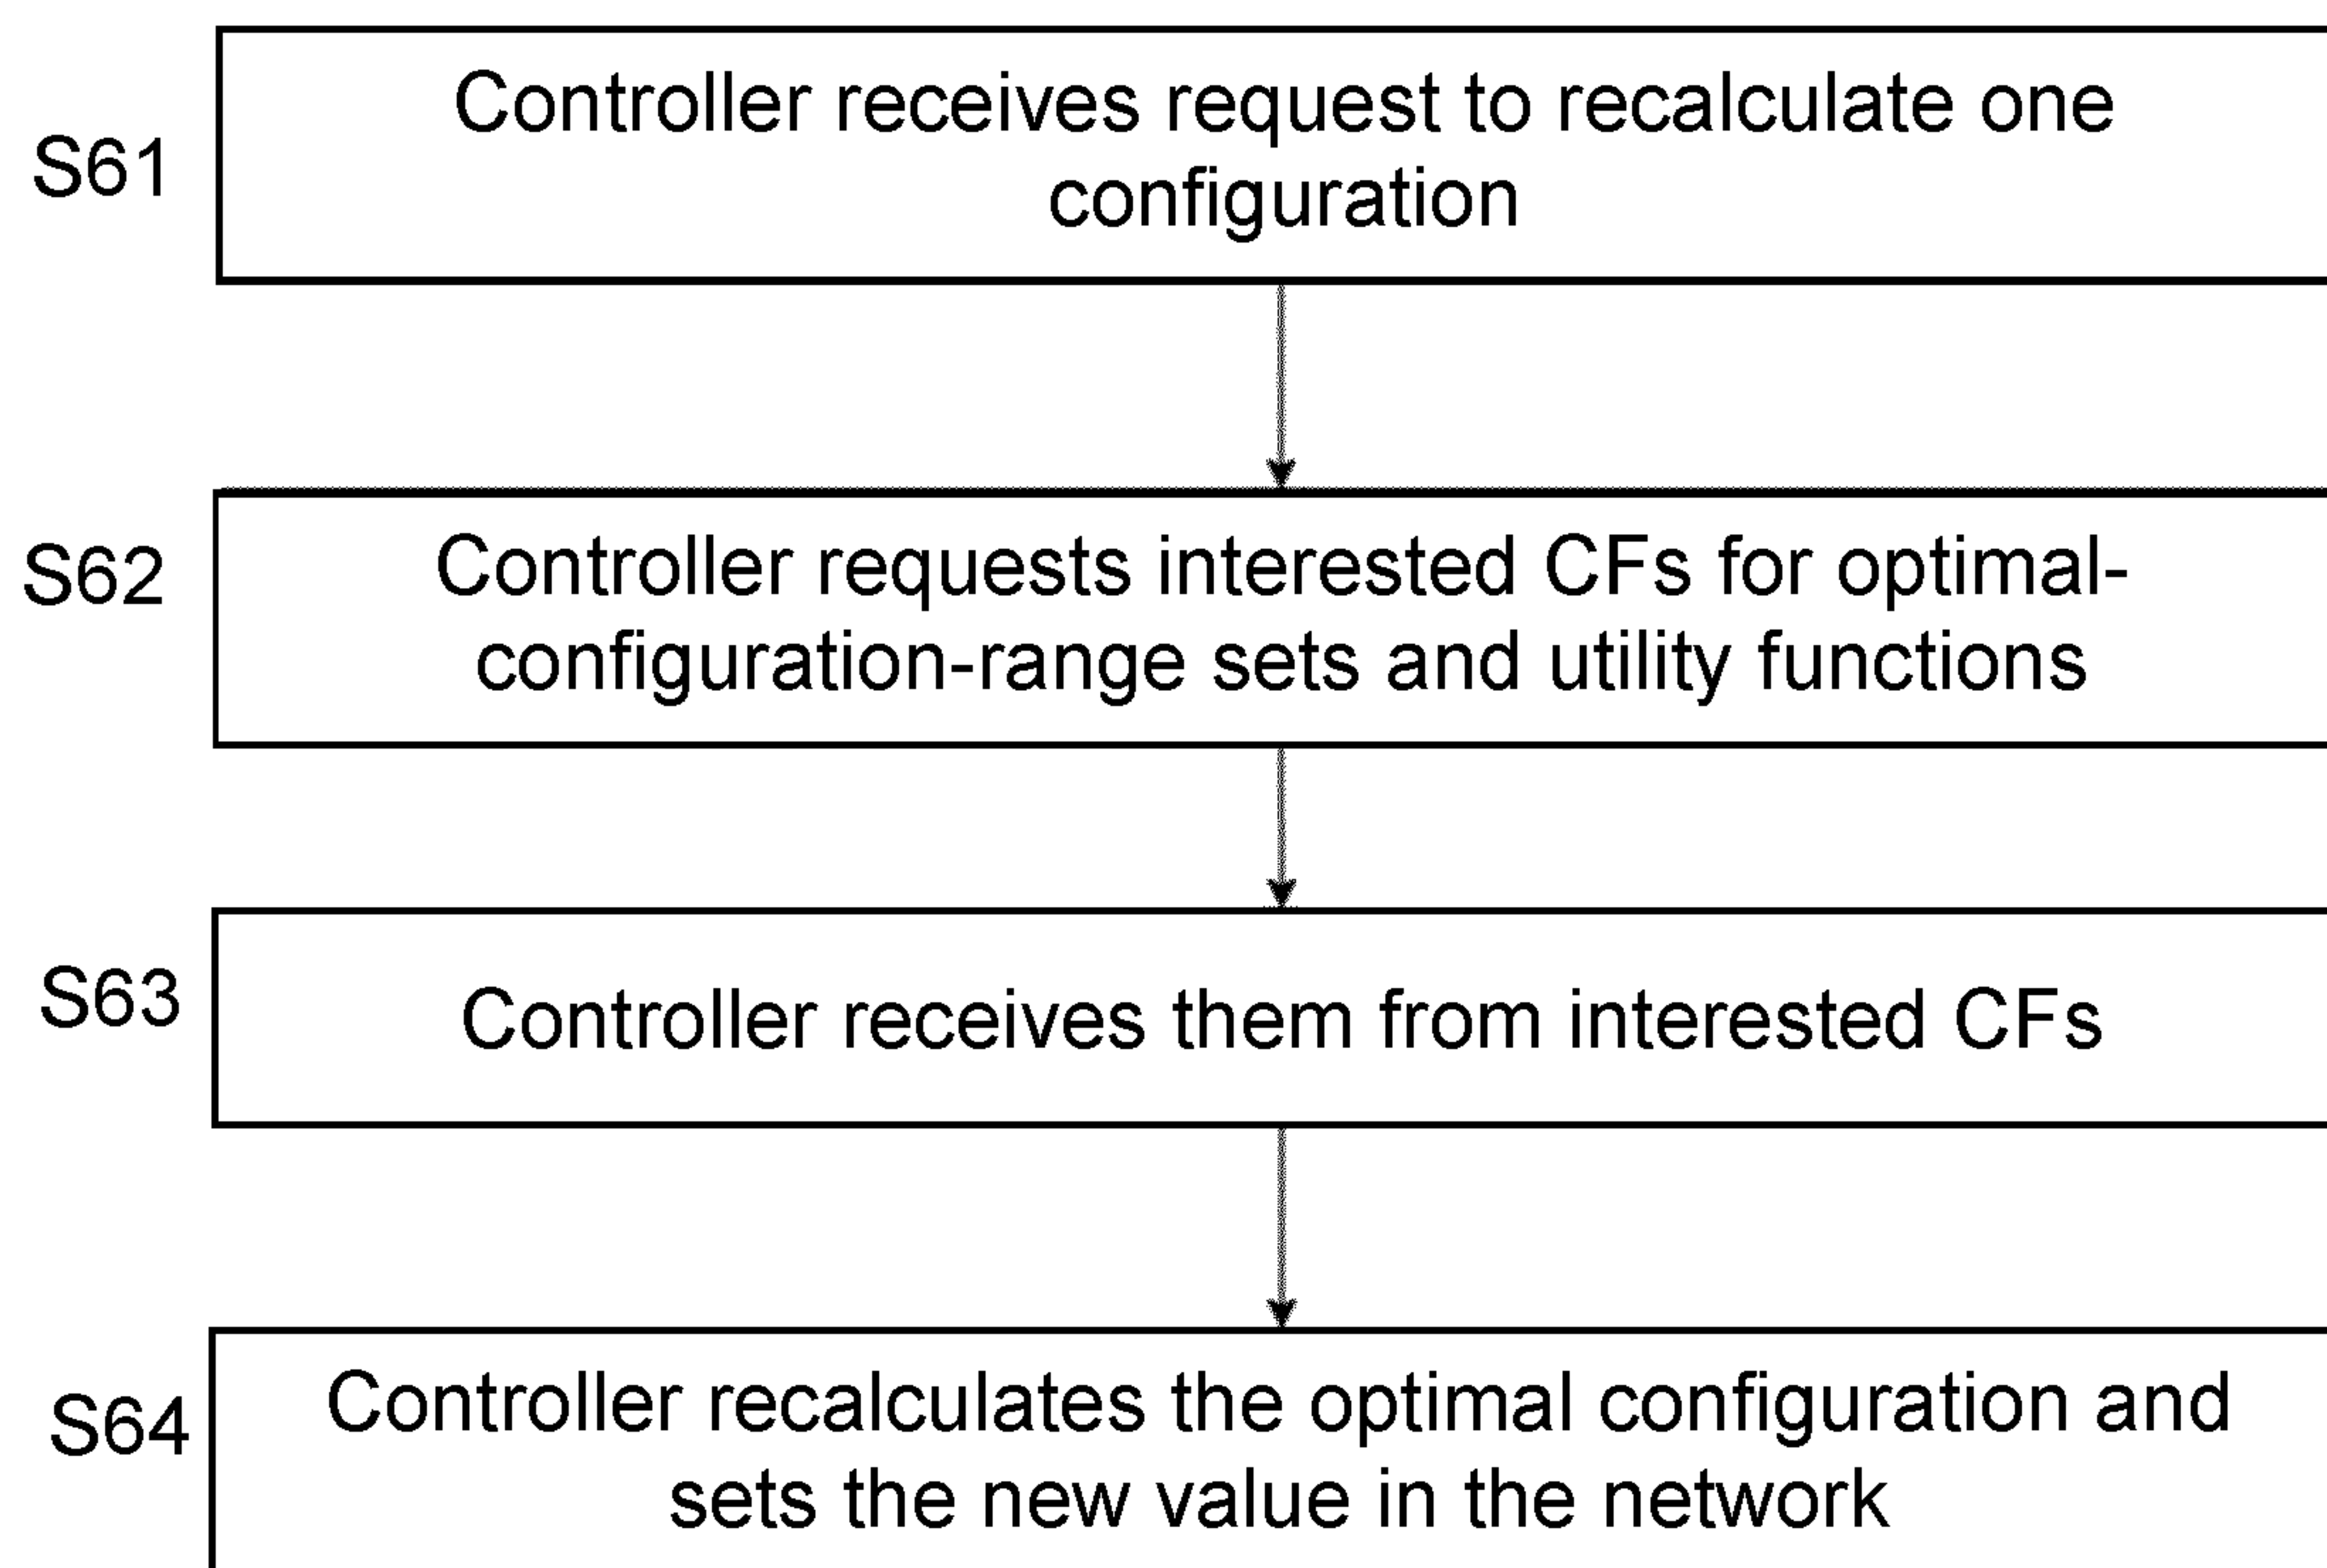 S61
Controller receives request to recalculate one
configuration
S62
Controller requests interested CFs for optimal-
configuration-range sets and utility functions
S63
Controller receives them from interested CFs
S64
Controller recalculates the optimal configuration and
sets the new value in the network